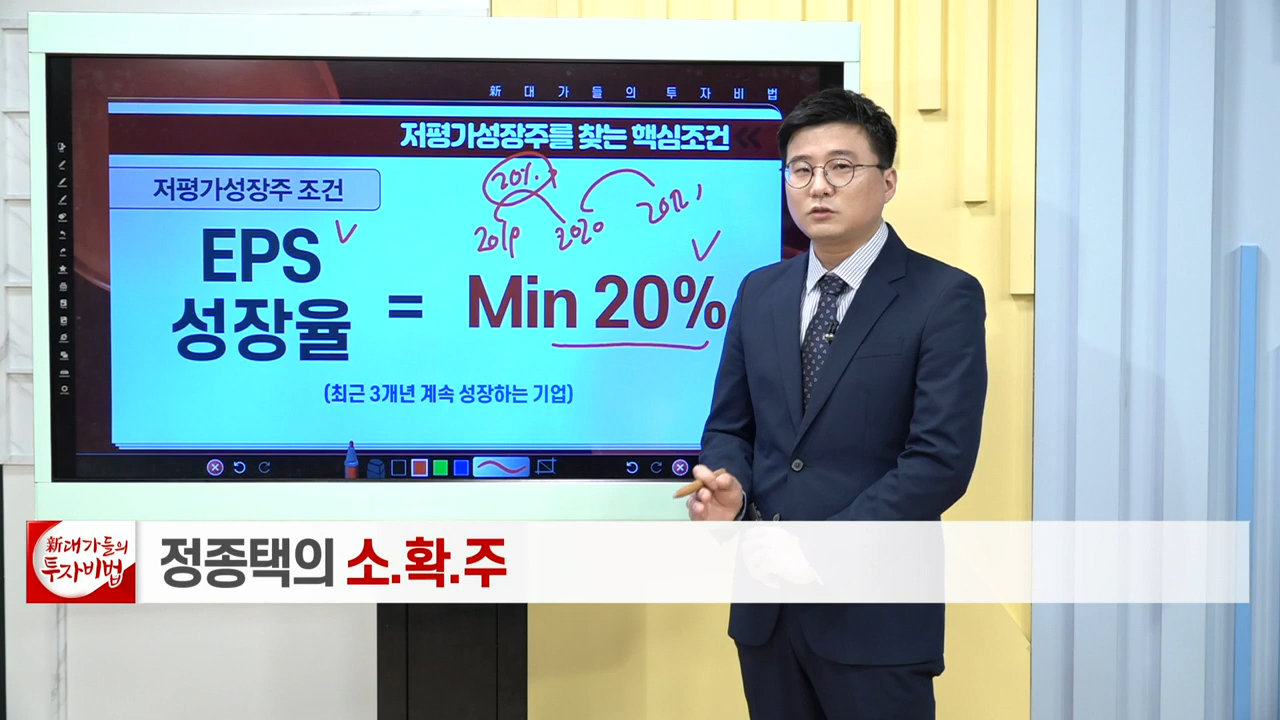 新 대 가 들 의 투 자 비 법
저평가성장주를 찾는 핵심조건
저평가성장주 조건
20%
2019 2020 2021
EPS
성장율 = Min 20%
(최근 3개년 계속 성장하는 기업)
新대가들의
투자비법
정종택의 소.확.주